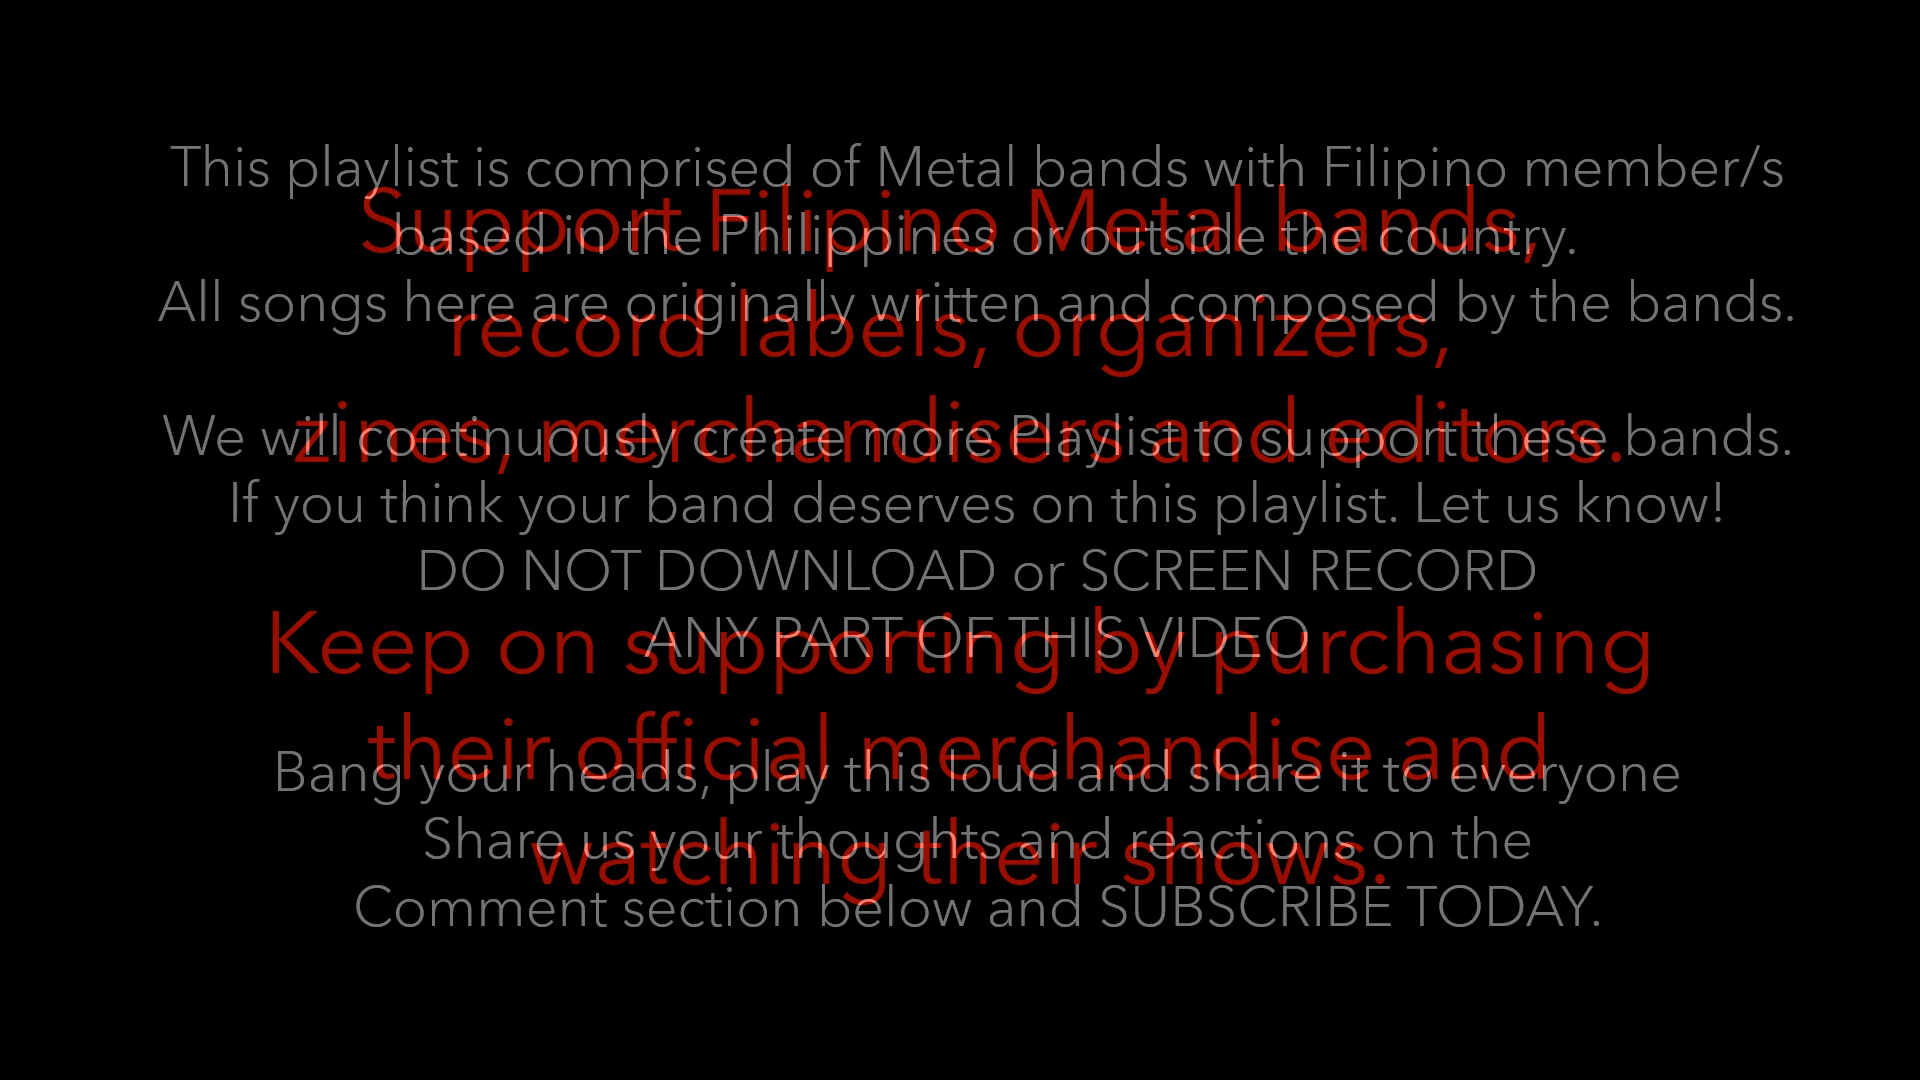 This playlist is comprised of Metal bands with Filipino member/s
based in the Philippines or outside the country.
All songs here are originally written and composed by the bands.
We will continuously create more Playlist to support these bands.
If you think your band deserves on this playlist. Let us know!
DO NOT DOWNLOAD or SCREEN RECORD
ANY PART OF THIS VIDEO
Bang your heads, play this loud and share it to everyone
Share us your thoughts and reactions on the
Comment section below and SUBSCRIBE TODAY.
Support Filipino Metal bands,
record labels, organizers,
zines, merchandisers and editors.
Keep on supporting by purchasing
their official merchandise and
watching their shows.